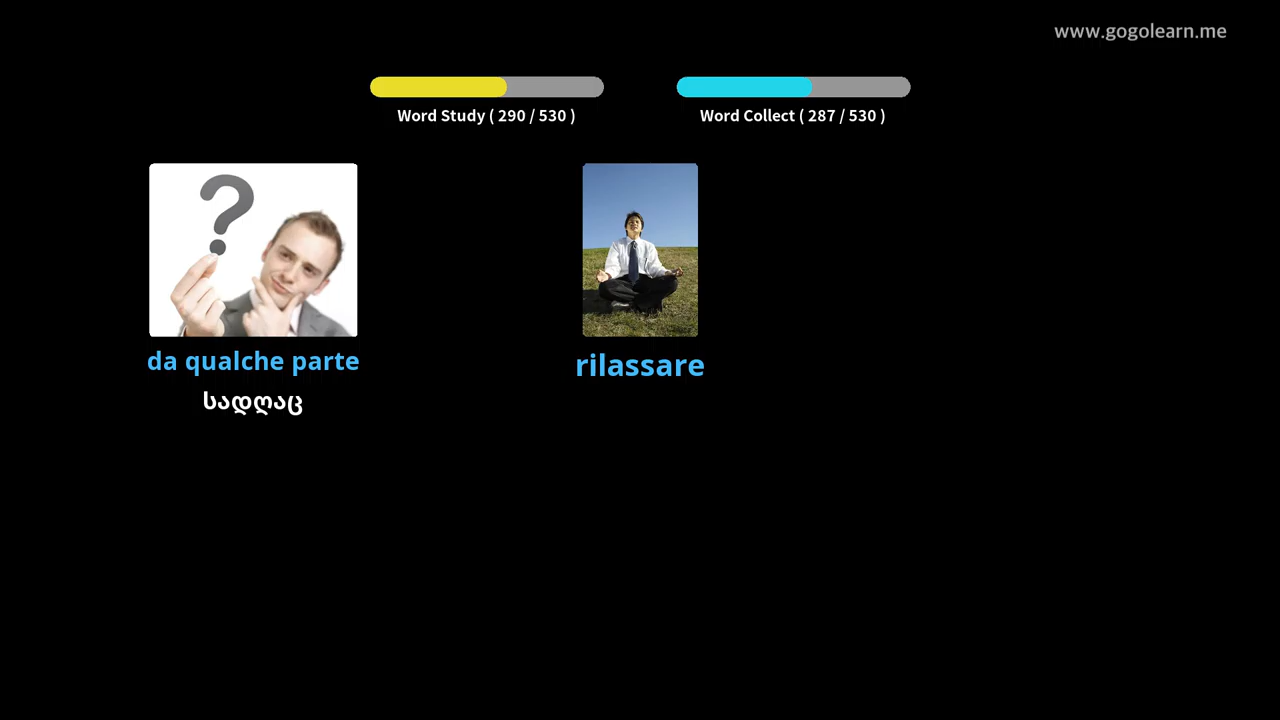 www.gogolearn.me
Word Study ( 290 / 530 )
Word Collect ( 287 / 530 )
da qualche parte
სადღაც
rilassare